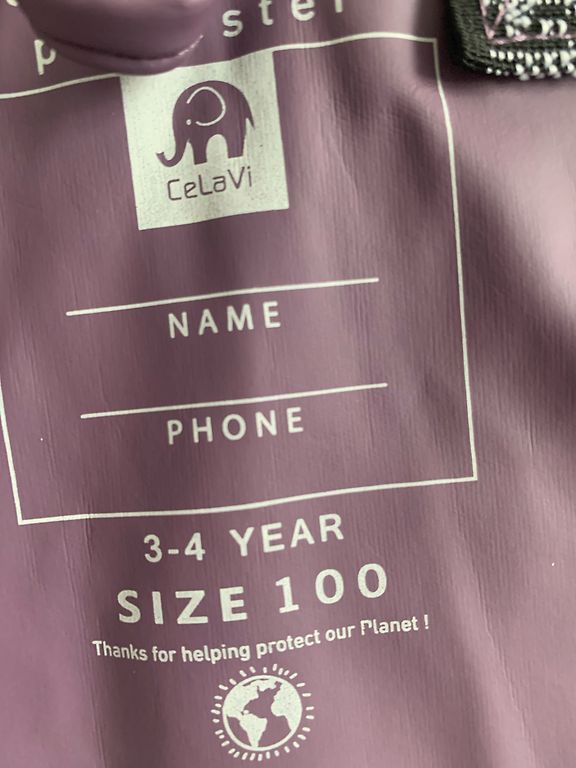 CeLaVi
NAME
PHONE
3-4 YEAR
SIZE 100
Thanks for helping protect our Planet !